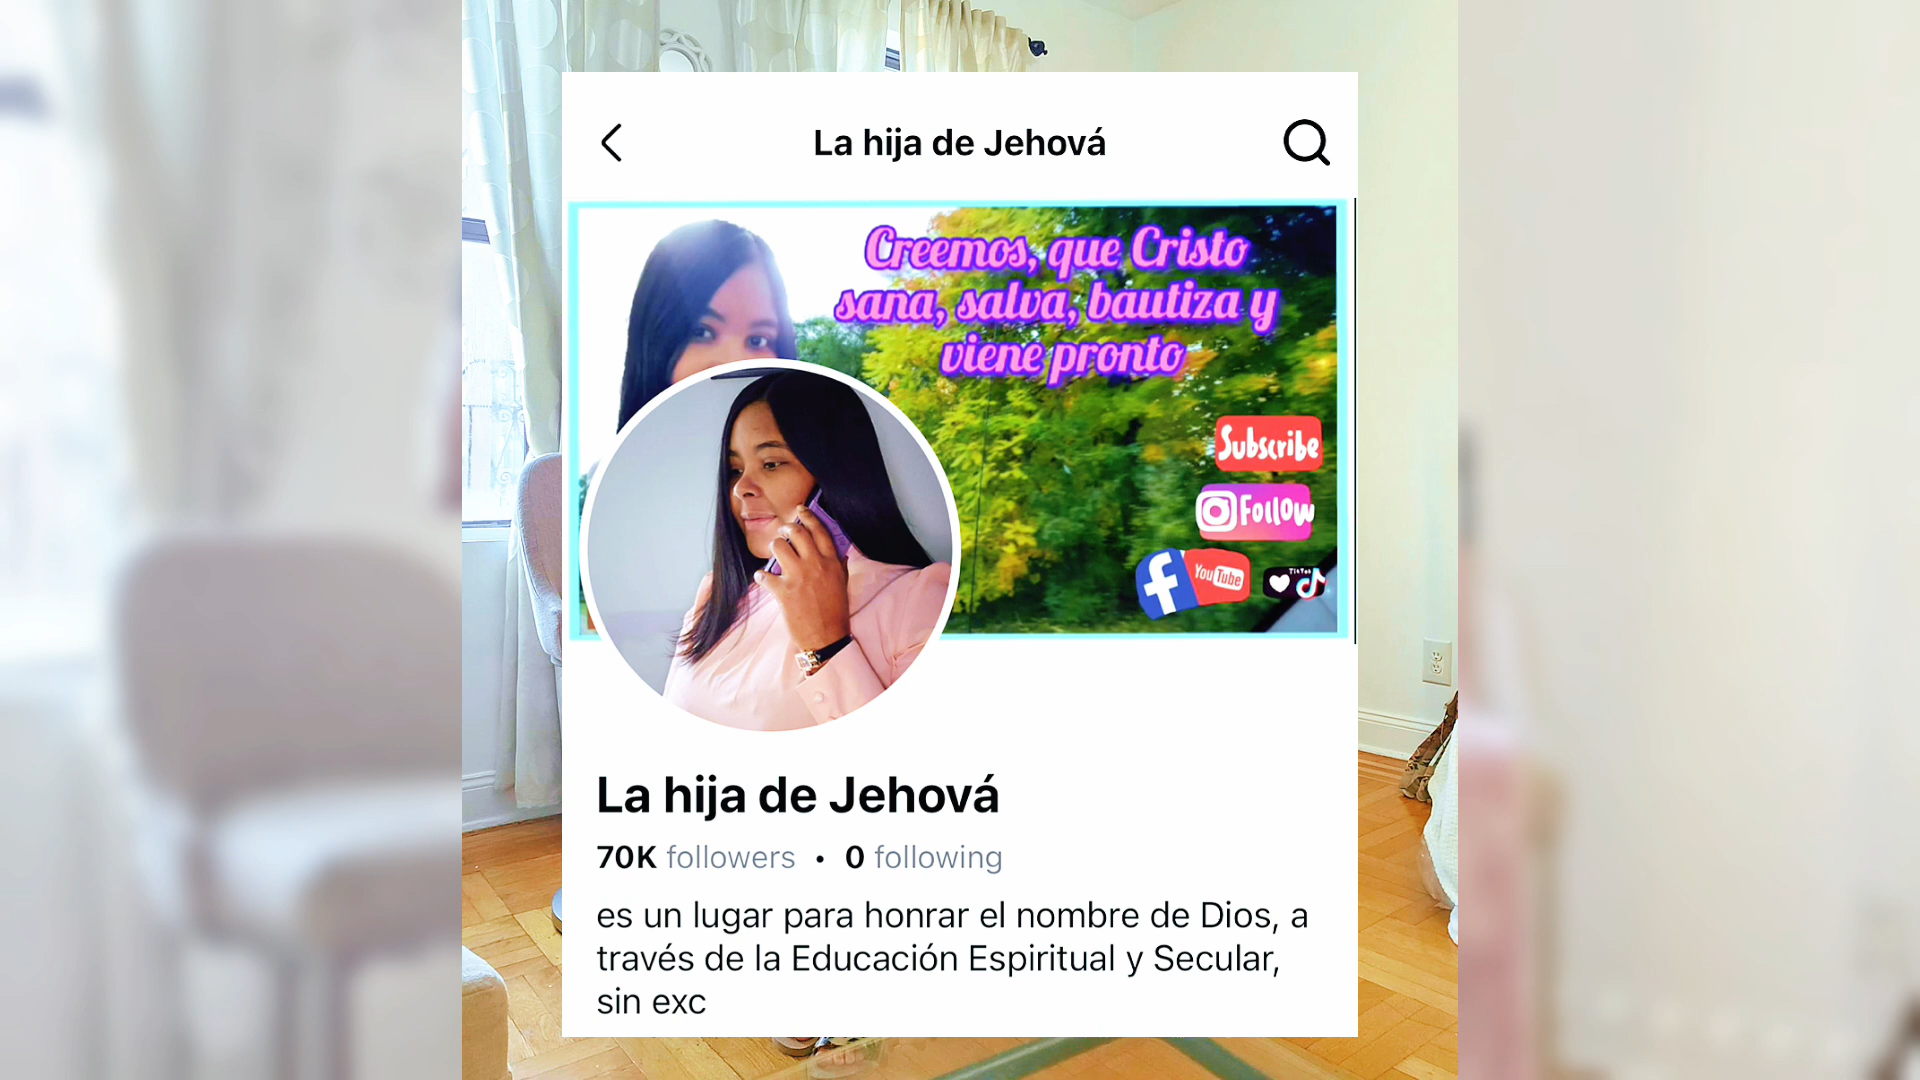 La hija de Jehová
Creemos, que Cristo
sana, salva, bautiza y
viene pronto
Subscribe
Follow
YouTube
TikTok
La hija de Jehová
70K followers • 0 following
es un lugar para honrar el nombre de Dios, a
través de la Educación Espiritual y Secular,
sin exc